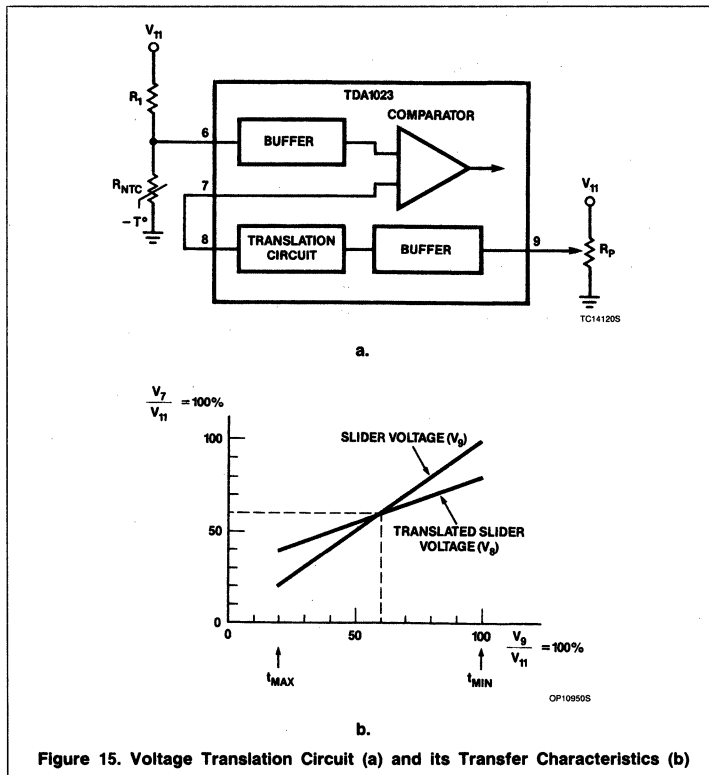 V11
R1
TDA1023
COMPARATOR
6
BUFFER
7
RNTC
-T°
V11
8
TRANSLATION
CIRCUIT
BUFFER
9
RP
TC14120S
a.
V7
V11
=100%
100
SLIDER VOLTAGE (V9)
50
TRANSLATED SLIDER
VOLTAGE (V8)
0
0
50
100
V9
V11
=100%
tMAX
tMIN
OP10950S
b.
Figure 15. Voltage Translation Circuit (a) and its Transfer Characteristics (b)